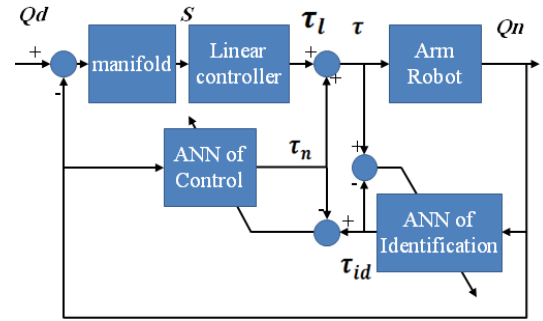 Qd
S
τl
τ
Qn
+
+
+
-
manifold
Linear
controller
Arm
Robot
ANN of
Control
τn
+
-
-
+
τid
ANN of
Identification